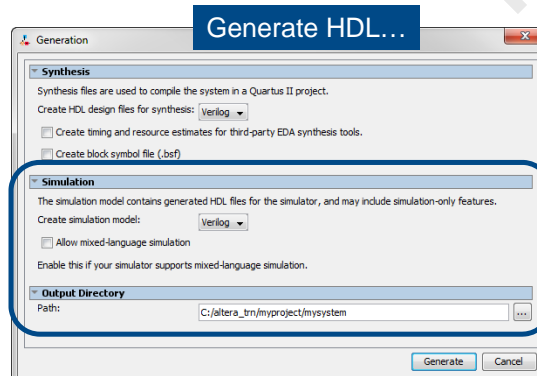 Generate HDL...
Generation
Synthesis
Synthesis files are used to compile the system in a Quartus II project.
Create HDL design files for synthesis: Verilog
Create timing and resource estimates for third-party EDA synthesis tools.
Create block symbol file (.bsf)
Simulation
The simulation model contains generated HDL files for the simulator, and may include simulation-only features.
Create simulation model: Verilog
Allow mixed-language simulation
Enable this if your simulator supports mixed-language simulation.
Output Directory
Path: C:/altera_trn/myproject/mysystem ...
Generate Cancel